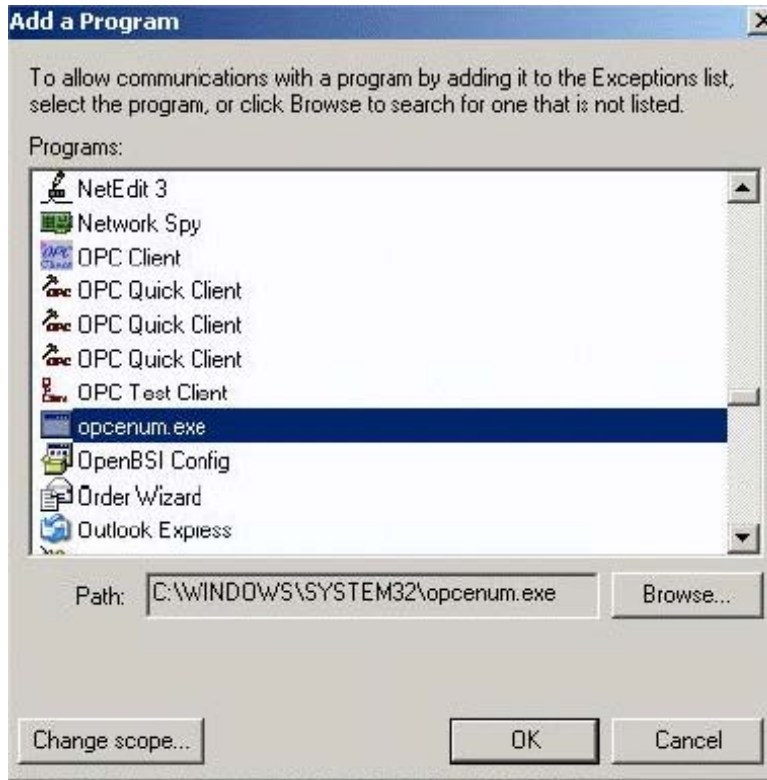 Add a Program
To allow communications with a program by adding it to the Exceptions list,
select the program, or click Browse to search for one that is not listed.
Programs:
NetEdit 3
Network Spy
OPC Client
OPC Quick Client
OPC Quick Client
OPC Quick Client
OPC Test Client
opcenum.exe
OpenBSI Config
Order Wizard
Outlook Express
Path: C:\WINDOWS\SYSTEM32\opcenum.exe Browse...
Change scope... OK Cancel